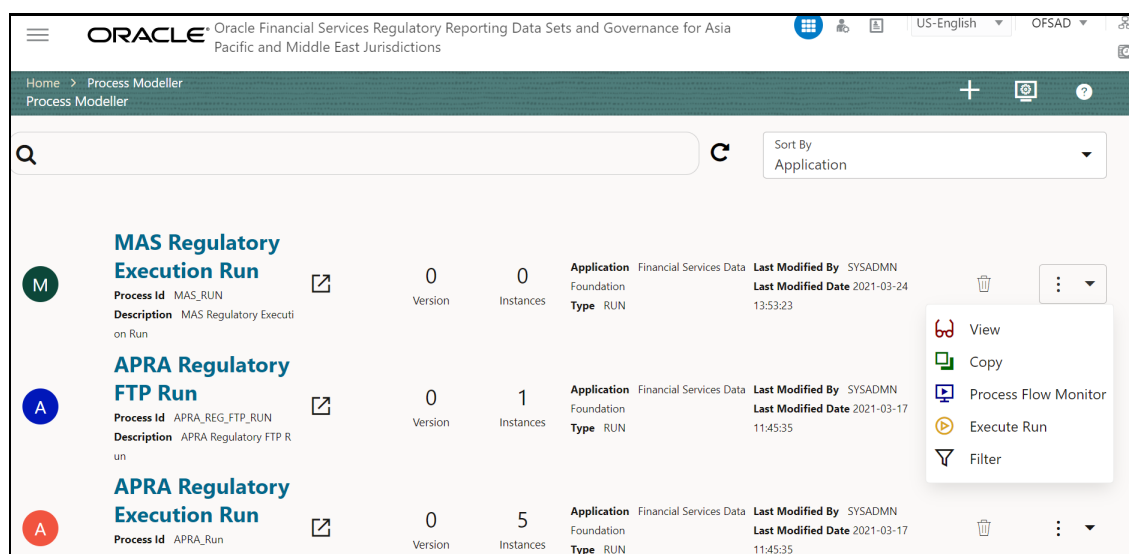 ORACLE® Oracle Financial Services Regulatory Reporting Data Sets and Governance for Asia
Pacific and Middle East Jurisdictions
US-English
OFSAD
Home > Process Modeller
Process Modeller
Sort By
Application
MAS Regulatory
Execution Run
Process Id MAS_RUN
Description MAS Regulatory Executi
on Run
M
0
Version
0
Instances
Application Financial Services Data
Foundation
Type RUN
Last Modified By SYSADMN
Last Modified Date 2021-03-24
13:53:23
View
Copy
Process Flow Monitor
Execute Run
Filter
APRA Regulatory
FTP Run
Process Id APRA_REG_FTP_RUN
Description APRA Regulatory FTP R
un
A
0
Version
1
Instances
Application Financial Services Data
Foundation
Type RUN
Last Modified By SYSADMN
Last Modified Date 2021-03-17
11:45:35
APRA Regulatory
Execution Run
Process Id APRA_Run
A
0
Version
5
Instances
Application Financial Services Data
Foundation
Type RUN
Last Modified By SYSADMN
Last Modified Date 2021-03-17
11:45:35